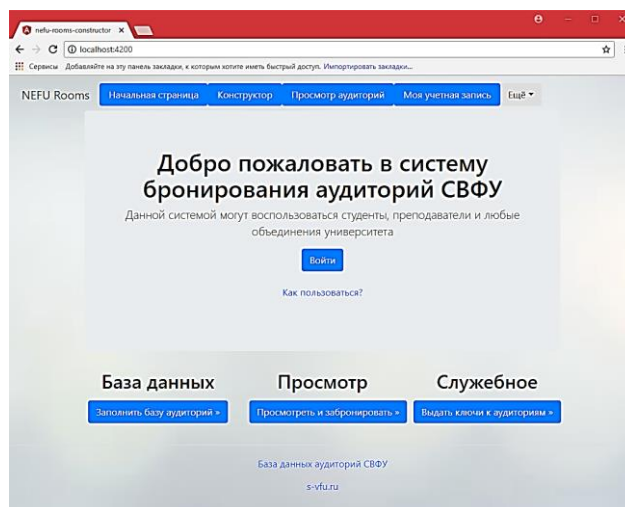 nefu-rooms-constructor
localhost:4200
Сервисы Добавляйте на эту панель закладки, к которым хотите иметь быстрый доступ. Импортировать закладки...
NEFU Rooms Начальная страница Конструктор Просмотр аудиторий Моя учетная запись Ещё
Добро пожаловать в систему
бронирования аудиторий СВФУ
Данной системой могут воспользоваться студенты, преподаватели и любые
объединения университета
Войти
Как пользоваться?
База данных Просмотр Служебное
Заполнить базу аудиторий » Просмотреть и забронировать » Выдать ключи к аудиториям »
База данных аудиторий СВФУ
s-vfu.ru